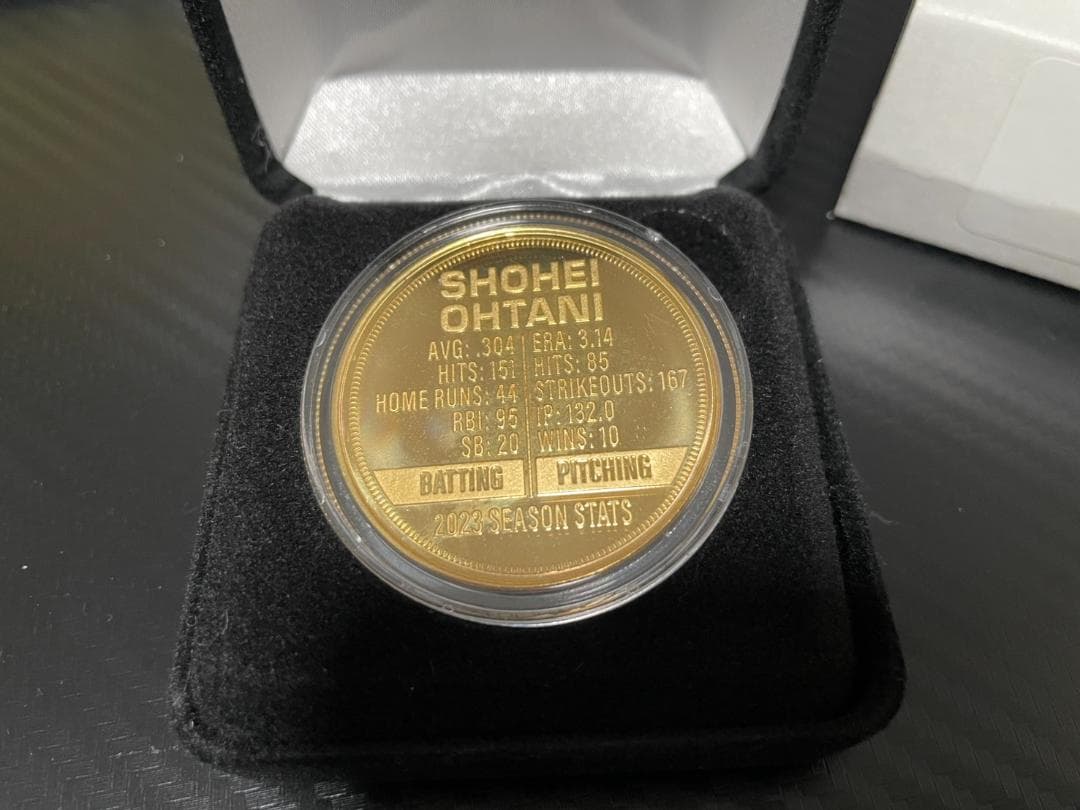 SHOHEI
OHTANI
AVG: .304 ERA: 3.14
HITS: 151 HITS: 85
HOME RUNS: 44 STRIKEOUTS: 167
RBI: 95 IP: 132.0
SB: 20 WINS: 10
BATTING PITCHING
2023 SEASON STATS